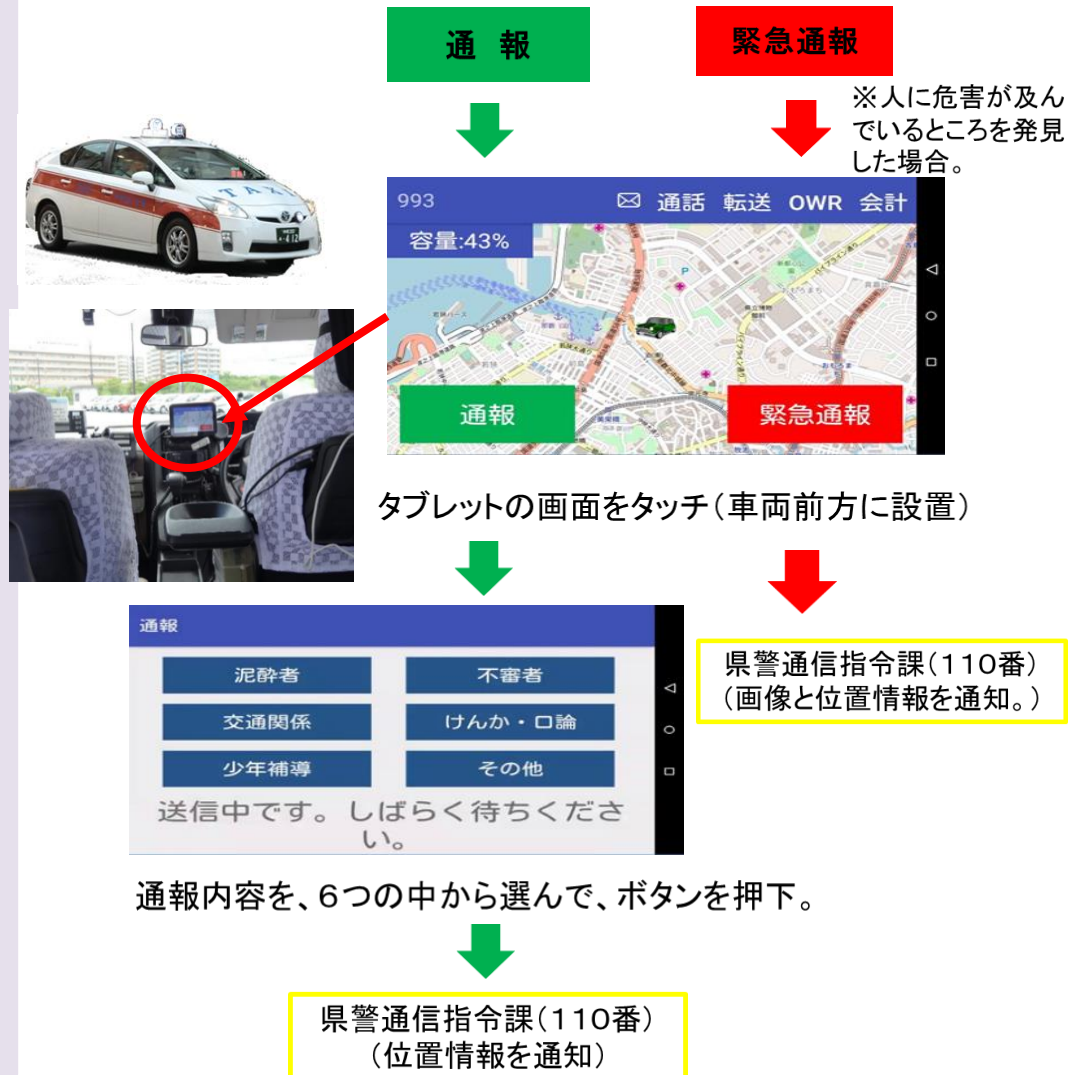 通 報
緊急通報
※人に危害が及ん
でいるところを発見
した場合。
TAXI
993
通話 転送 OWR 会計
容量:43%
通報
緊急通報
タブレットの画面をタッチ(車両前方に設置)
通報
泥酔者
不審者
交通関係
けんか・口論
少年補導
その他
送信中です。しばらく待ちくださ
い。
県警通信指令課(110番)
(画像と位置情報を通知。)
通報内容を、6つの中から選んで、ボタンを押下。
県警通信指令課(110番)
(位置情報を通知)